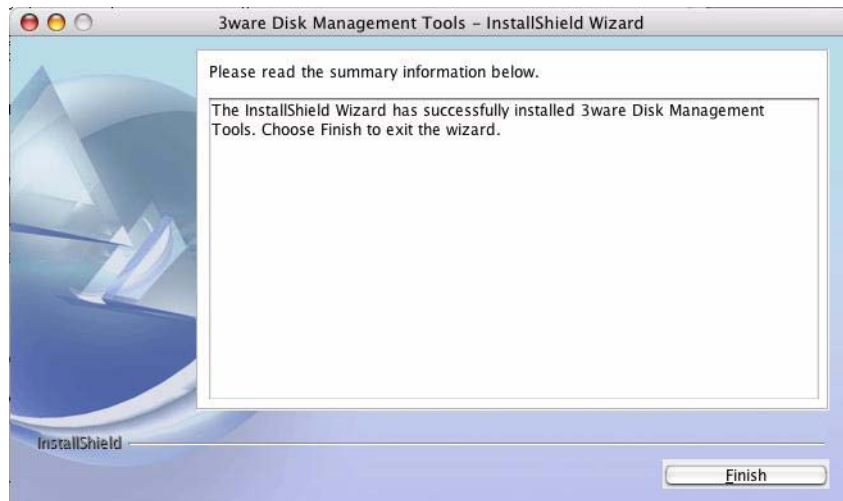 3ware Disk Management Tools – InstallShield Wizard
Please read the summary information below.
The InstallShield Wizard has successfully installed 3ware Disk Management
Tools. Choose Finish to exit the wizard.
InstallShield
Finish